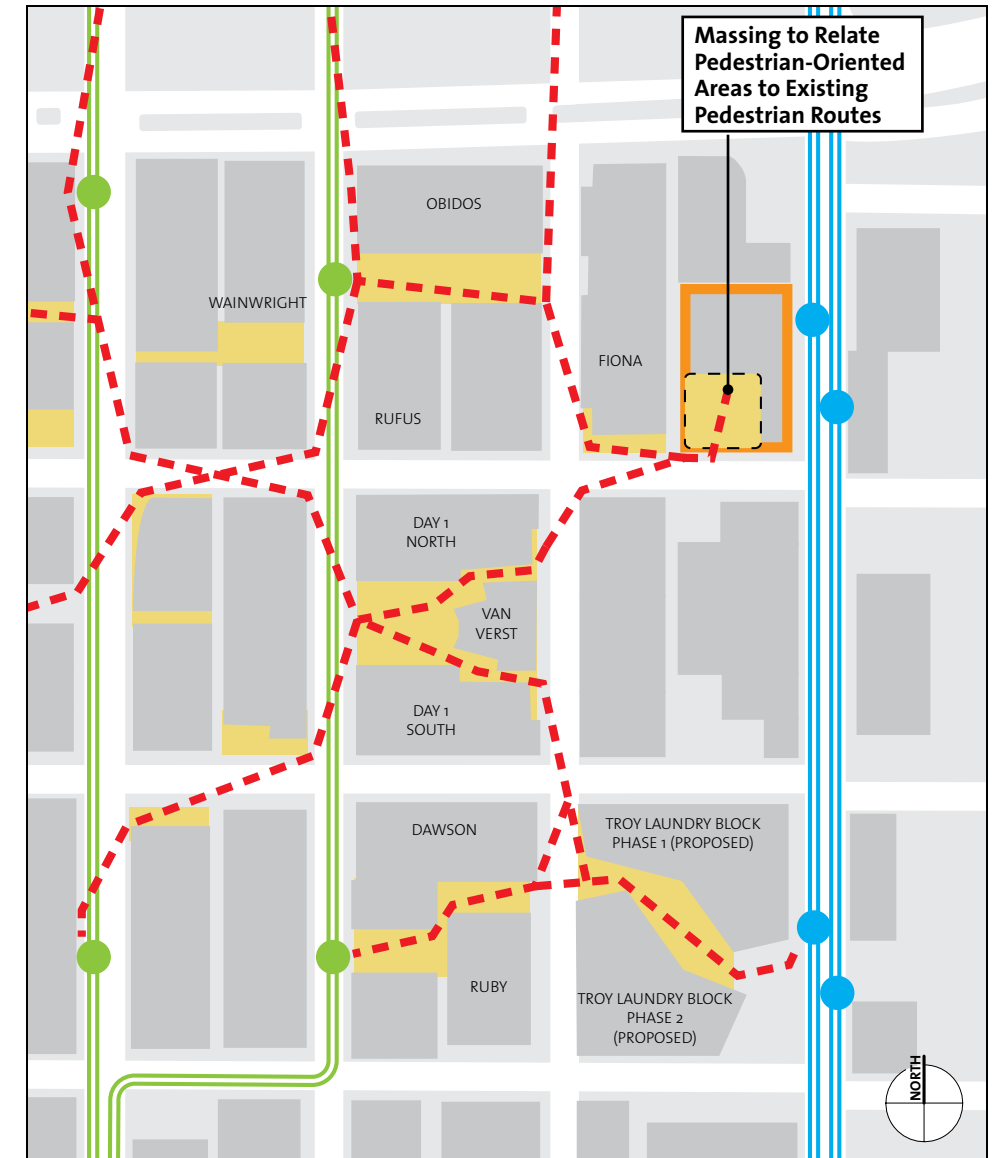 Massing to Relate
Pedestrian-Oriented
Areas to Existing
Pedestrian Routes
OBIDOS
WAINWRIGHT
FIONA
RUFUS
DAY 1
NORTH
VAN
VERST
DAY 1
SOUTH
DAWSON
TROY LAUNDRY BLOCK
PHASE 1 (PROPOSED)
RUBY
TROY LAUNDRY BLOCK
PHASE 2
(PROPOSED)
NORTH